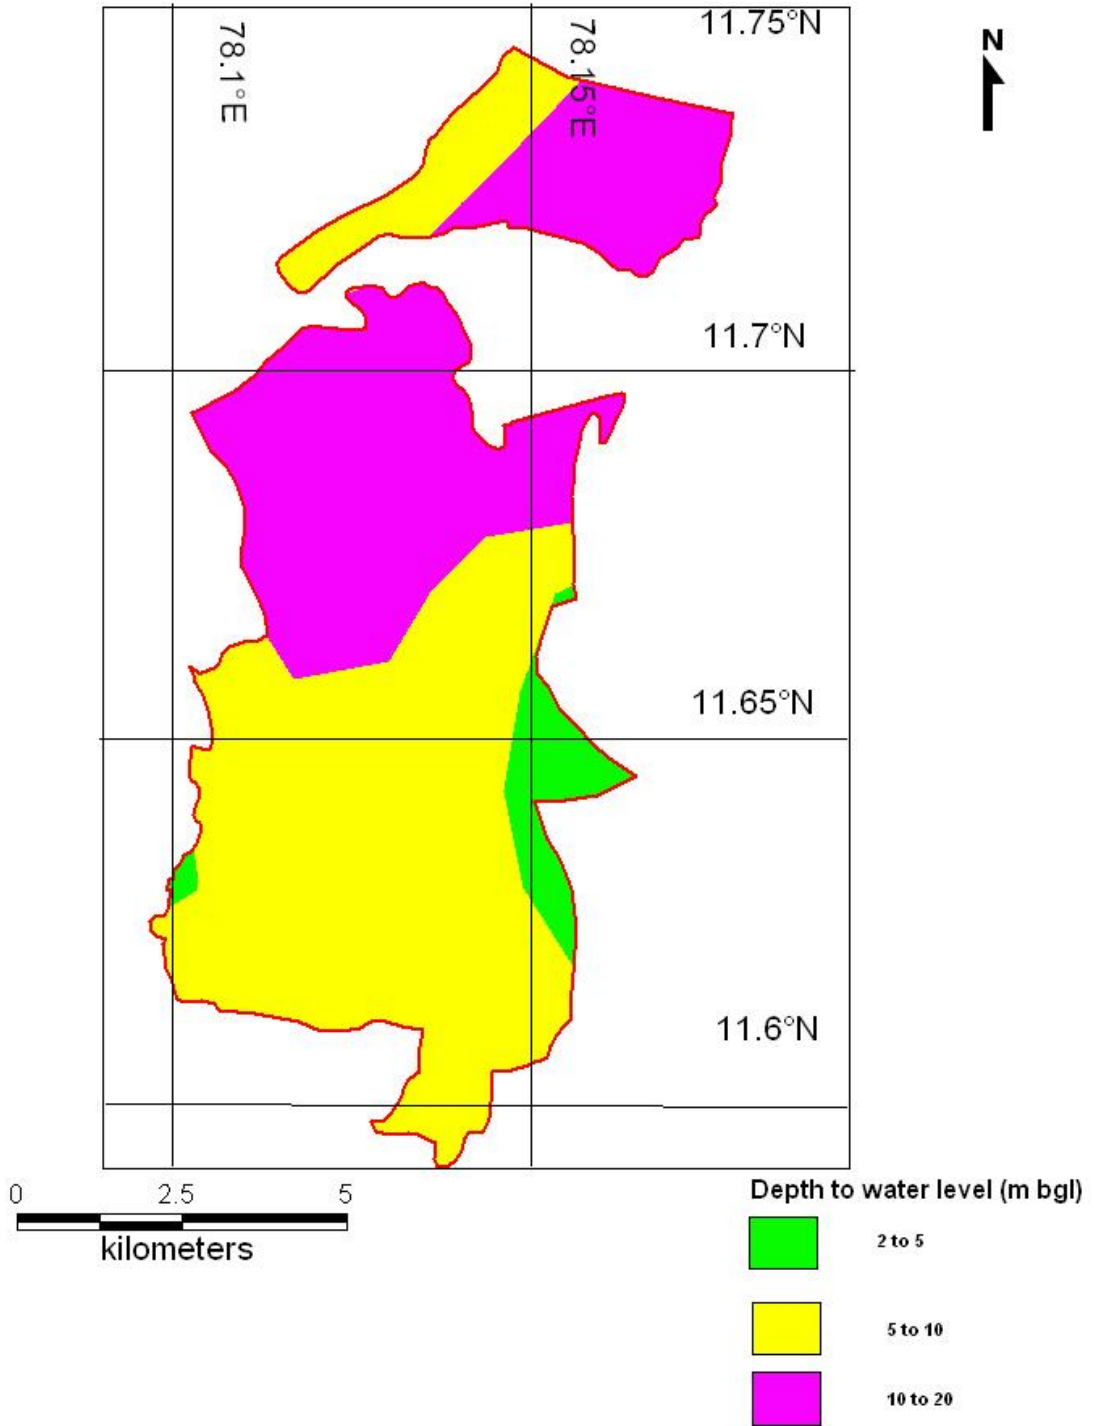 11.75°N
78.1°E
78.15°E
N
11.7°N
11.65°N
11.6°N
0 2.5 5
kilometers
Depth to water level (m bgl)
2 to 5
5 to 10
10 to 20